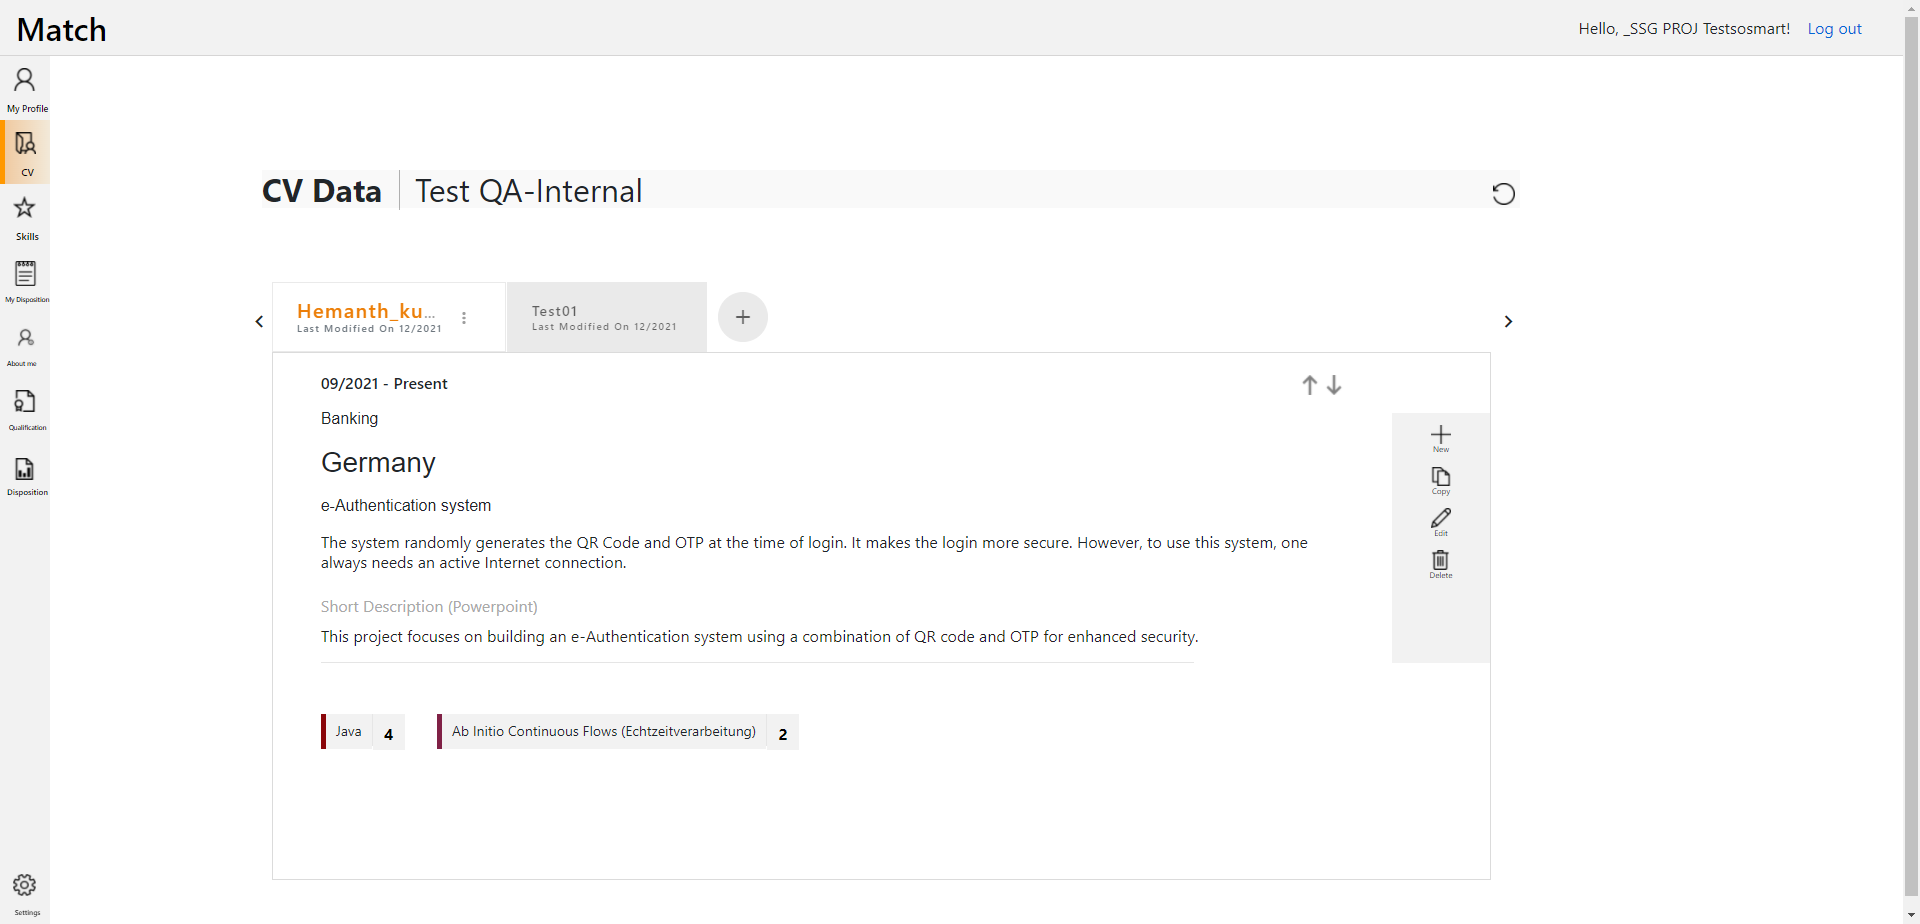 Match
Hello, _SSG PROJ Testsosmart!
Log out
My Profile
CV
Skills
My Disposition
About me
Qualification
Disposition
Settings
CV Data
Test QA-Internal
Hemanth_ku...
Last Modified On 12/2021
Test01
Last Modified On 12/2021
09/2021 - Present
Banking
Germany
e-Authentication system
The system randomly generates the QR Code and OTP at the time of login. It makes the login more secure. However, to use this system, one
always needs an active Internet connection.
Short Description (Powerpoint)
This project focuses on building an e-Authentication system using a combination of QR code and OTP for enhanced security.
New
Copy
Edit
Delete
Java 4
Ab Initio Continuous Flows (Echtzeitverarbeitung) 2